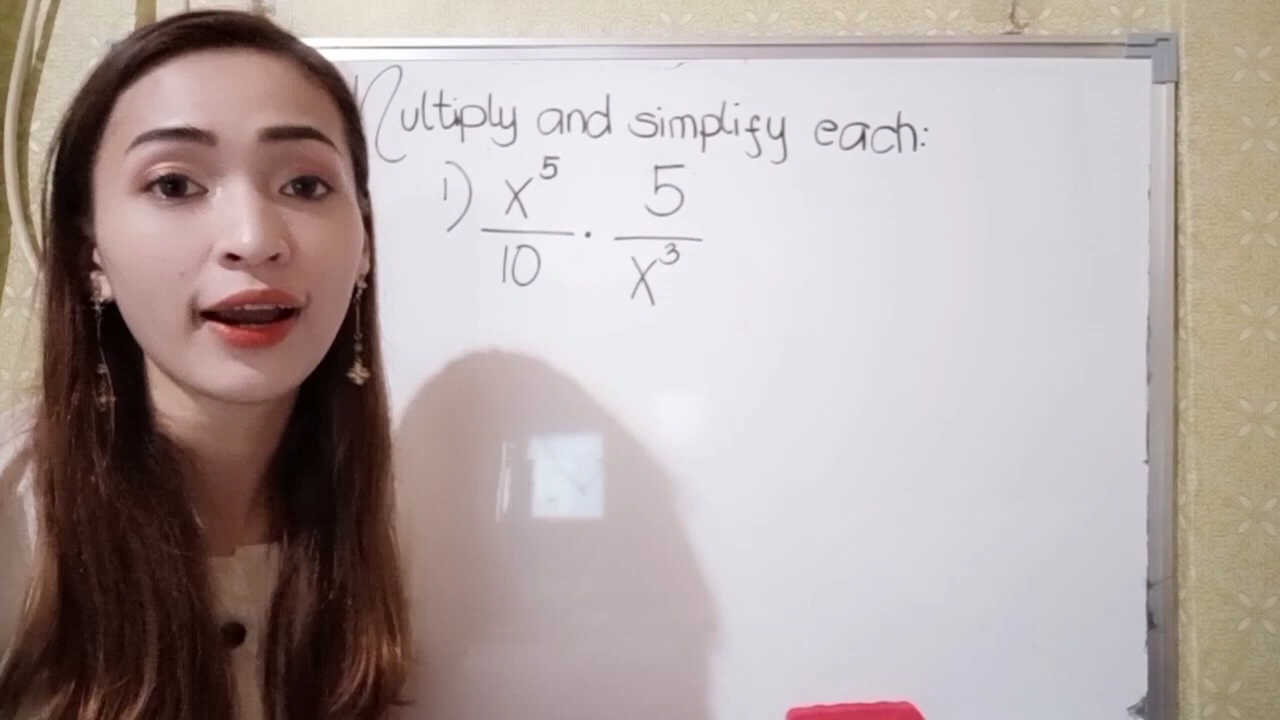 Multiply and simplify each:
1) x^5/10 · 5/x^3